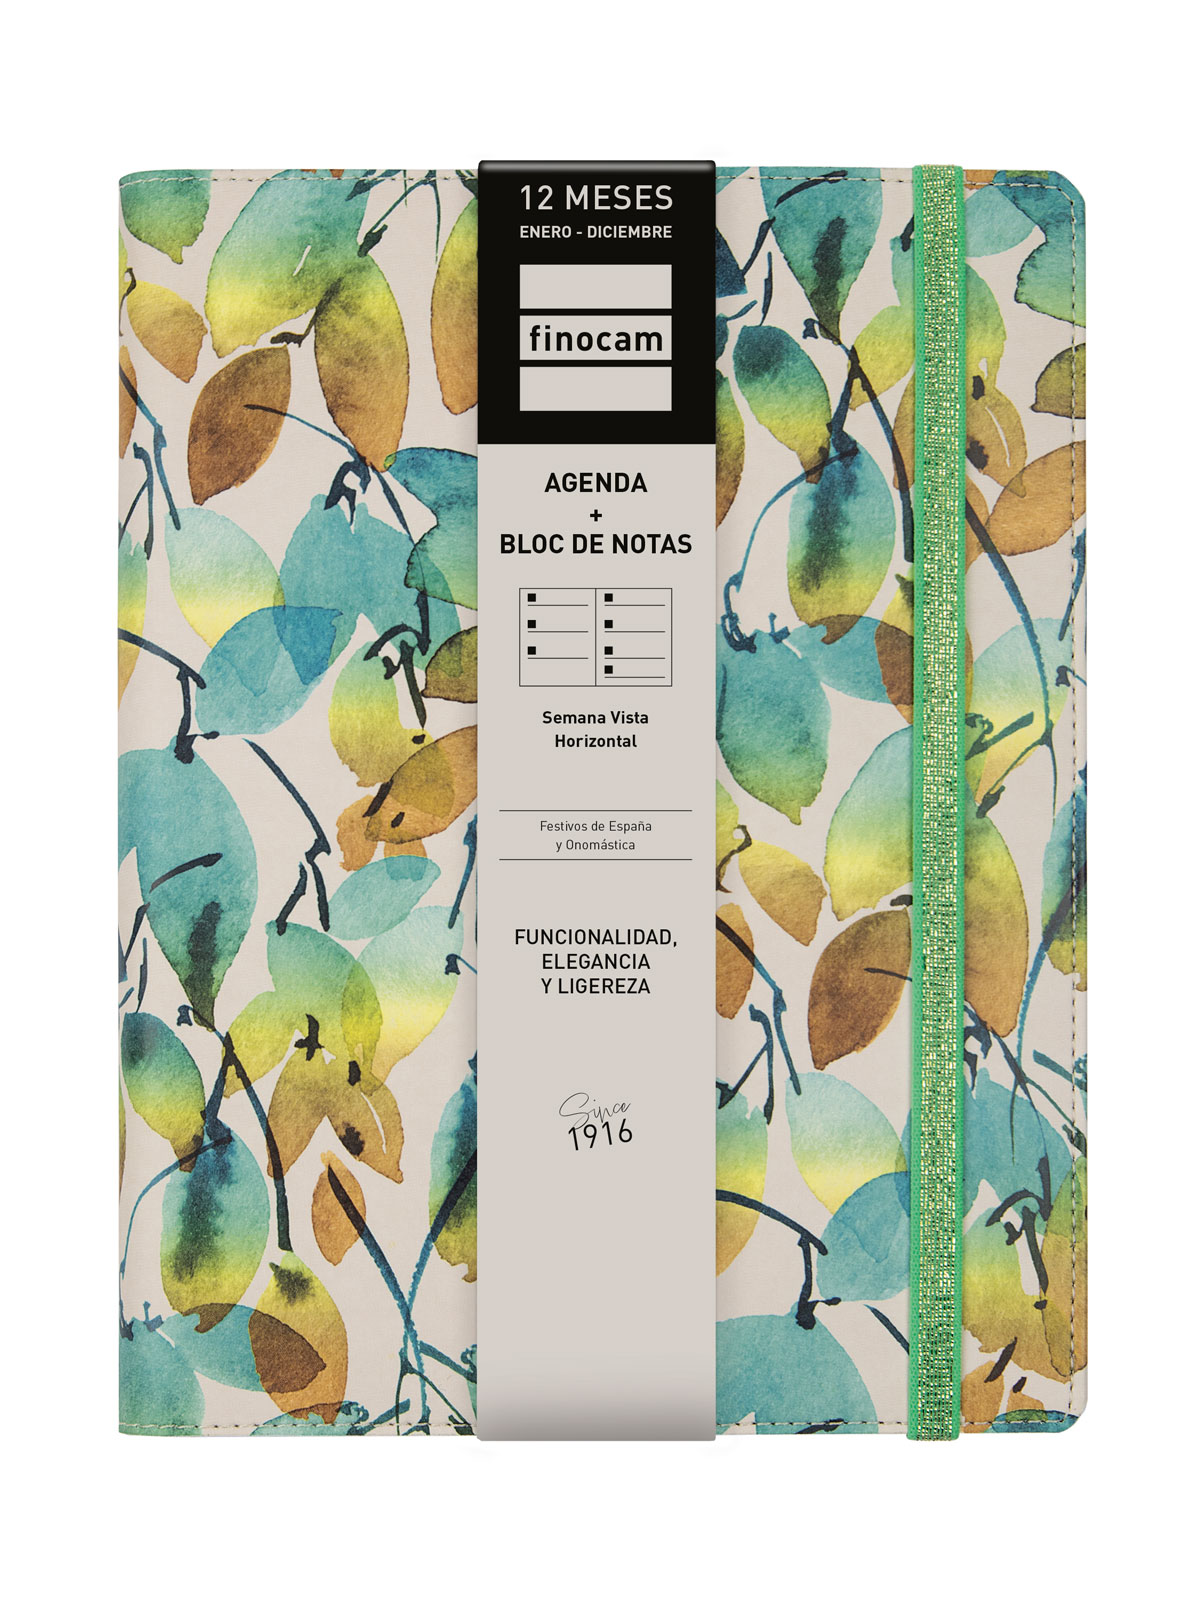 12 MESES
ENERO - DICIEMBRE
finocam
AGENDA
+
BLOC DE NOTAS
Semana Vista
Horizontal
Festivos de España
y Onomástica
FUNCIONALIDAD,
ELEGANCIA
Y LIGEREZA
Since
1916